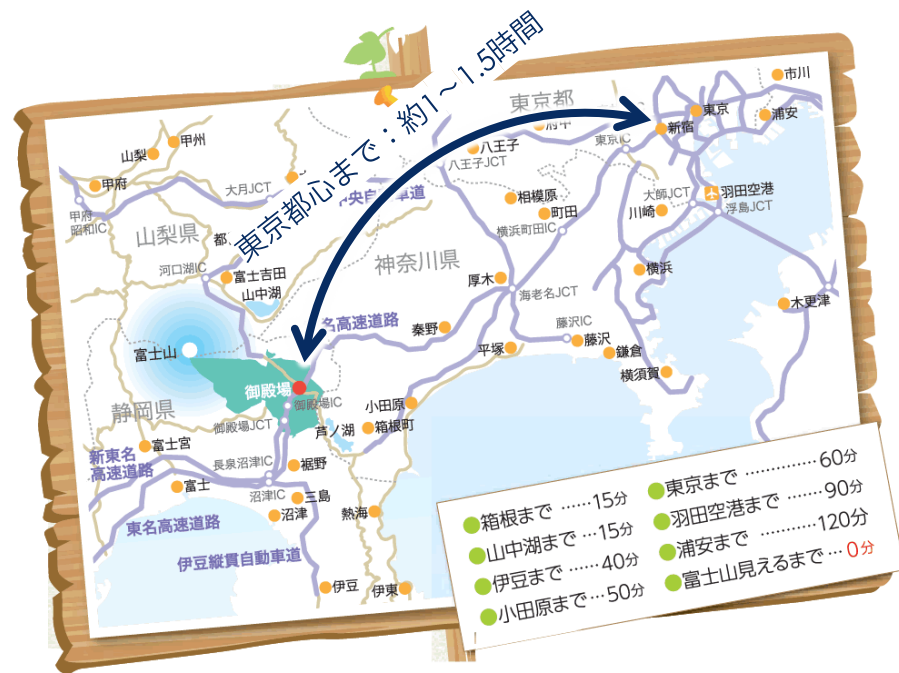 東京都心まで：約1～1.5時間
東京都
市川
東京
浦安
新宿
府中
東京IC
八王子
八王子JCT
甲州
山梨
甲府
大月JCT
中央自動車道
甲府
昭和IC
山梨県
都
相模原
町田
横浜町田IC
大師JCT
羽田空港
川崎
浮島JCT
神奈川県
河口湖IC
富士吉田
山中湖
厚木
海老名JCT
横浜
木更津
名高速道路
秦野
藤沢IC
藤沢
平塚
鎌倉
横須賀
富士山
御殿場
御殿場IC
小田原
静岡県
御殿場JCT
芦ノ湖
箱根町
富士宮
新東名
高速道路
長泉沼津IC
裾野
富士
沼津IC
三島
沼津
熱海
東名高速道路
伊豆縦貫自動車道
伊豆
伊東
箱根まで ……15分
山中湖まで …15分
伊豆まで ……40分
小田原まで…50分
東京まで ……………60分
羽田空港まで ………90分
浦安まで …………120分
富士山見えるまで… 0分